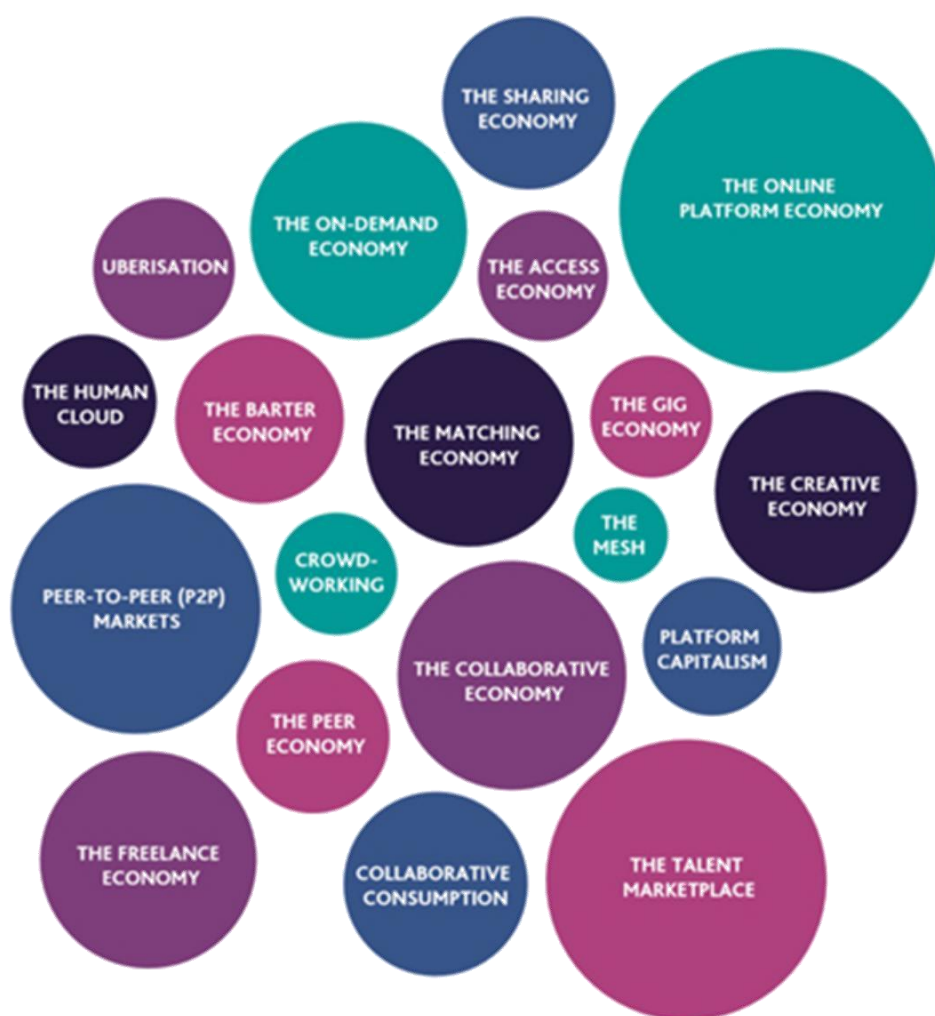 THE SHARING
ECONOMY
THE ONLINE
PLATFORM ECONOMY
THE ON-DEMAND
ECONOMY
UBERISATION
THE ACCESS
ECONOMY
THE HUMAN
CLOUD
THE BARTER
ECONOMY
THE MATCHING
ECONOMY
THE GIG
ECONOMY
THE CREATIVE
ECONOMY
PEER-TO-PEER (P2P)
MARKETS
CROWD-
WORKING
THE
MESH
THE COLLABORATIVE
ECONOMY
PLATFORM
CAPITALISM
THE PEER
ECONOMY
THE FREELANCE
ECONOMY
COLLABORATIVE
CONSUMPTION
THE TALENT
MARKETPLACE